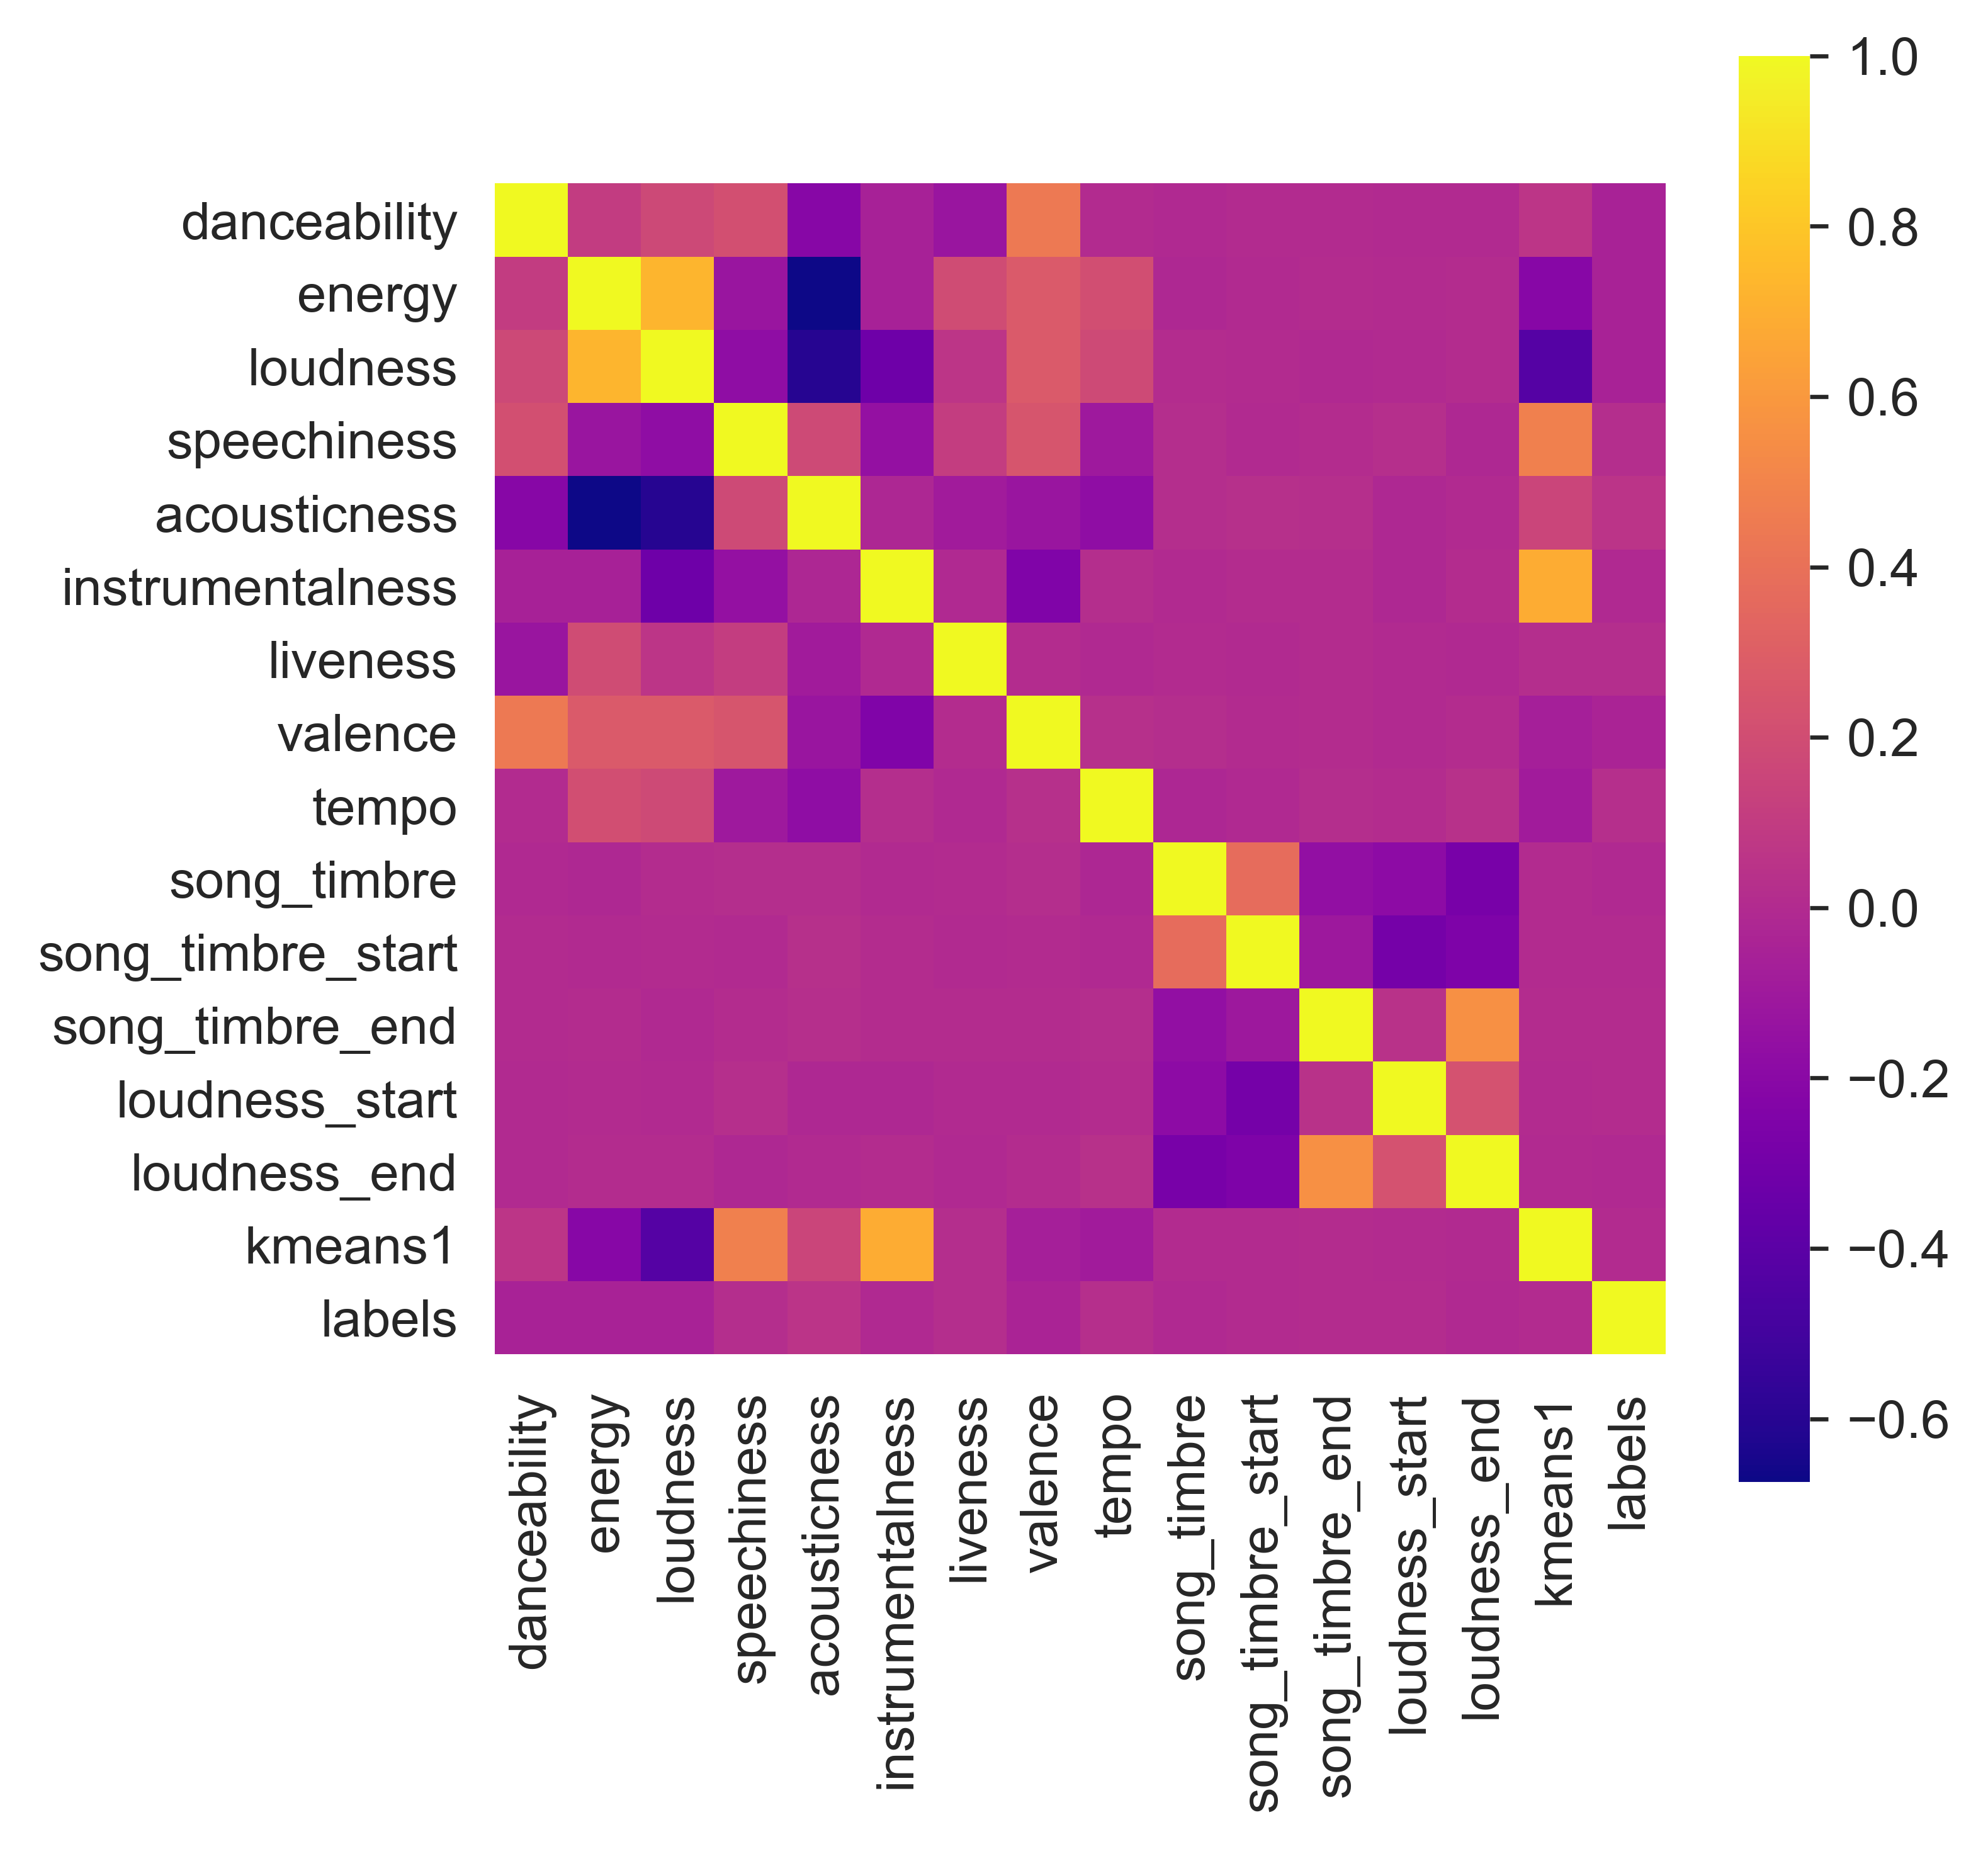 danceability
energy
loudness
speechiness
acousticness
instrumentalness
liveness
valence
tempo
song_timbre
song_timbre_start
song_timbre_end
loudness_start
loudness_end
kmeans1
labels
danceability
energy
loudness
speechiness
acousticness
instrumentalness
liveness
valence
tempo
song_timbre
song_timbre_start
song_timbre_end
loudness_start
loudness_end
kmeans1
labels
1.0
0.8
0.6
0.4
0.2
0.0
−0.2
−0.4
−0.6